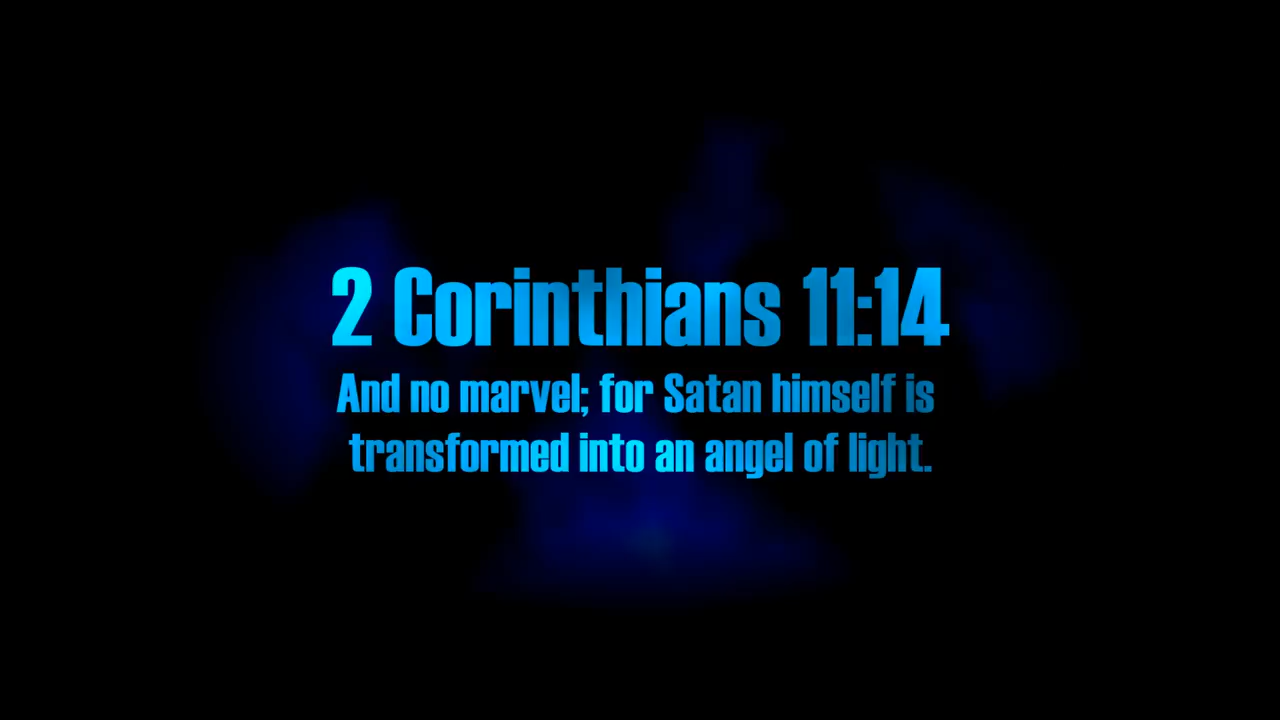 2 Corinthians 11:14
And no marvel; for Satan himself is
transformed into an angel of light.